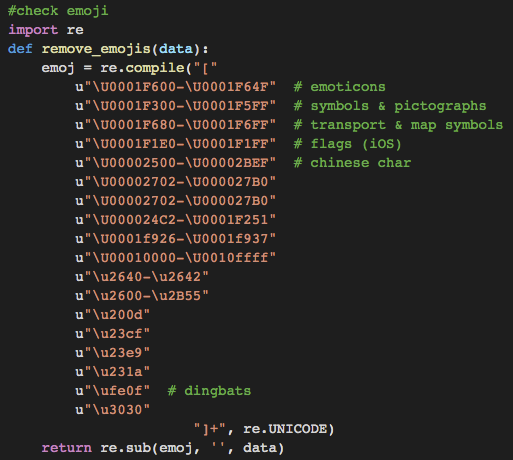 #check emoji
import re
def remove_emojis(data):
    emoj = re.compile("["
        u"\U0001F600-\U0001F64F"  # emoticons
        u"\U0001F300-\U0001F5FF"  # symbols & pictographs
        u"\U0001F680-\U0001F6FF"  # transport & map symbols
        u"\U0001F1E0-\U0001F1FF"  # flags (iOS)
        u"\U00002500-\U00002BEF"  # chinese char
        u"\U00002702-\U000027B0"
        u"\U00002702-\U000027B0"
        u"\U000024C2-\U0001F251"
        u"\U0001f926-\U0001f937"
        u"\U00010000-\U0010ffff"
        u"\u2640-\u2642"
        u"\u2600-\u2B55"
        u"\u200d"
        u"\u23cf"
        u"\u23e9"
        u"\u231a"
        u"\ufe0f"  # dingbats
        u"\u3030"
                      "]+", re.UNICODE)
    return re.sub(emoj, '', data)